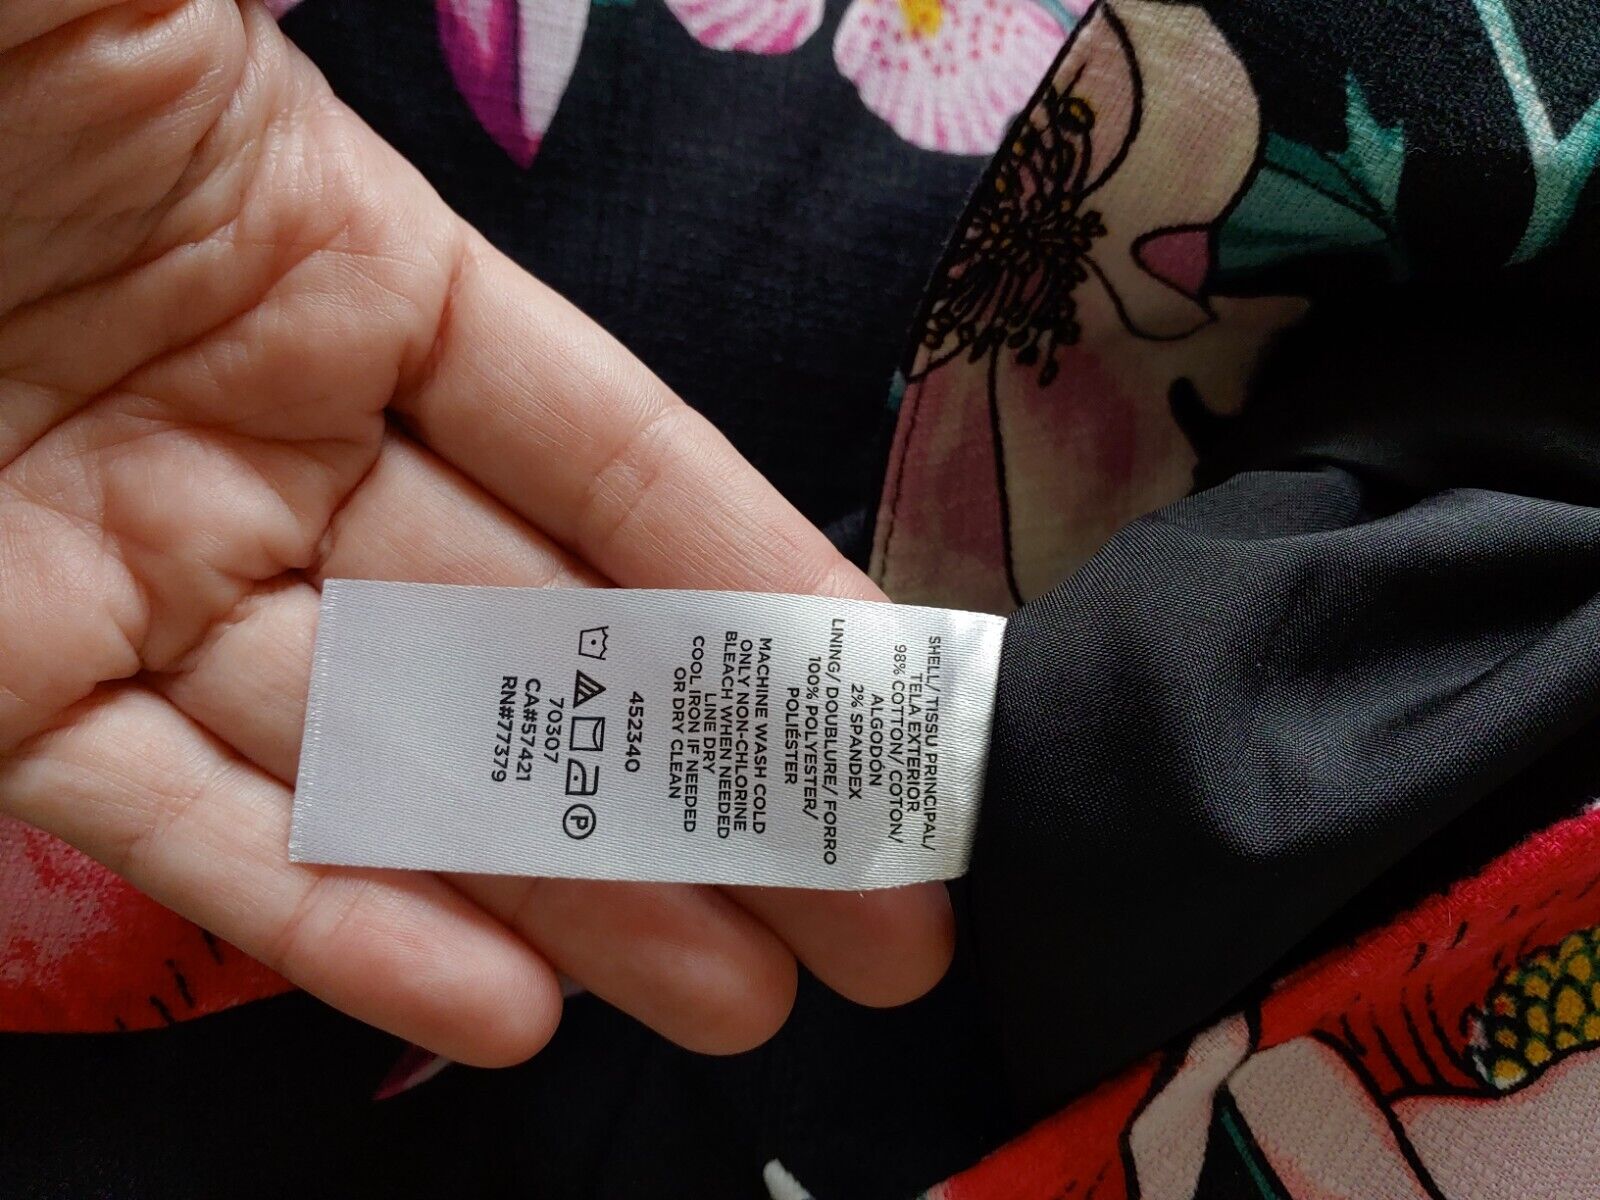 SHELL/ TISSU PRINCIPAL/
TELA EXTERIOR
98% COTTON/ COTON/
ALGODÓN
2% SPANDEX
LINING/ DOUBLURE/ FORRO
100% POLYESTER/
POLIÉSTER
MACHINE WASH COLD
ONLY NON-CHLORINE
BLEACH WHEN NEEDED
LINE DRY
COOL IRON IF NEEDED
OR DRY CLEAN
452340
P
70307
CA#57421
RN#77379